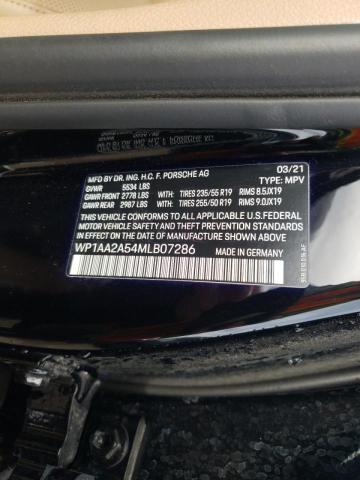 MFG BY DR. ING. H.C. F. PORSCHE AG 03/21
GVWR 5534 LBS TYPE: MPV
GAWR FRONT 2778 LBS WITH: TIRES 235/55 R19 RIMS 8.5JX19
GAWR REAR 2987 LBS WITH: TIRES 255/50 R19 RIMS 9.0JX19
THIS VEHICLE CONFORMS TO ALL APPLICABLE U.S.FEDERAL
SAFETY AND THEFT PREVENTION STANDARDS
IN EFFECT ON THE DATE OF MANUFACTURE SHOWN ABOVE
WP1AA2A54MLB07286 MADE IN GERMANY